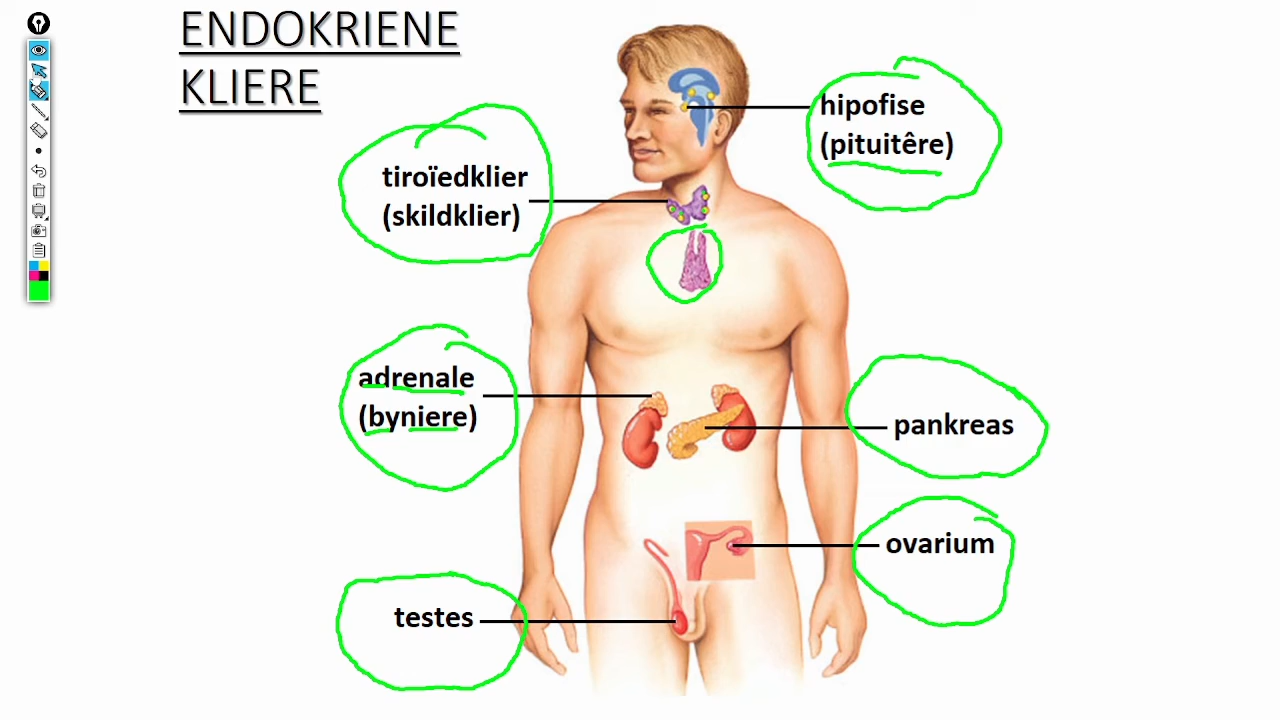 ENDOKRIENE
KLIERE
hipofise
(pituitêre)
tiroïedklier
(skildklier)
adrenale
(byniere)
pankreas
ovarium
testes